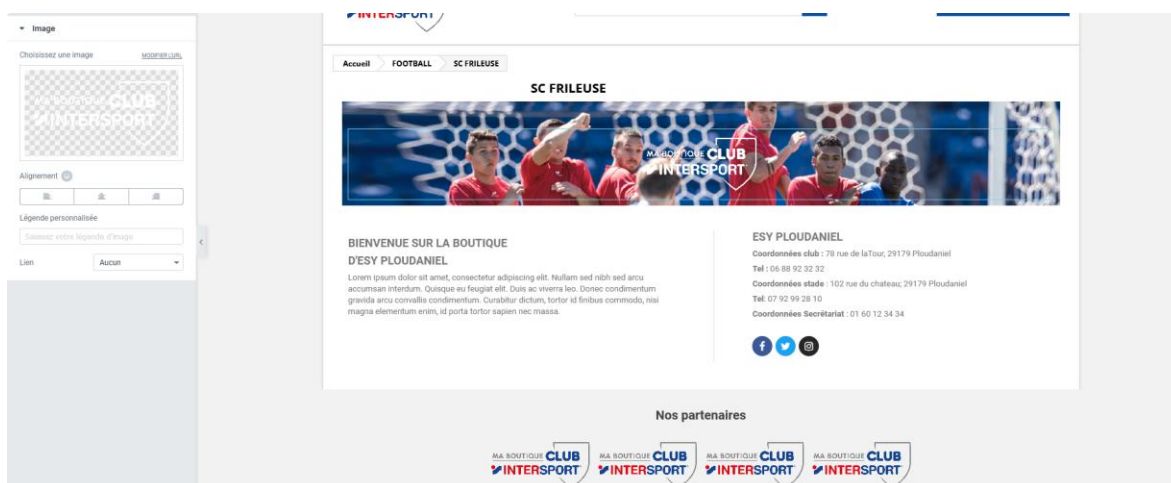 Image
Choisissez une image
MODIFIER L'URL
MA BOUTIQUE CLUB
INTERSPORT
Alignement
Légende personnalisée
Saisissez votre légende d'image
Lien
Aucun
INTERSPORT
Accueil
FOOTBALL
SC FRILEUSE
SC FRILEUSE
MA BOUTIQUE CLUB
INTERSPORT
BIENVENUE SUR LA BOUTIQUE
D'ESY PLOUDANIEL
Lorem ipsum dolor sit amet, consectetur adipiscing elit. Nullam sed nibh sed arcu
accumsan interdum. Quisque eu feugiat elit. Duis ac viverra leo. Donec condimentum
gravida arcu convallis condimentum. Curabitur dictum, tortor id finibus commodo, nisi
magna elementum enim, id porta tortor sapien nec massa.
ESY PLOUDANIEL
Coordonnées club : 78 rue de laTour, 29179 Ploudaniel
Tel : 06 88 92 32 32
Coordonnées stade : 102 rue du chateau; 29179 Ploudaniel
Tel: 07 92 99 28 10
Coordonnées Secrétariat : 01 60 12 34 34
Nos partenaires
MA BOUTIQUE CLUB
INTERSPORT
MA BOUTIQUE CLUB
INTERSPORT
MA BOUTIQUE CLUB
INTERSPORT
MA BOUTIQUE CLUB
INTERSPORT